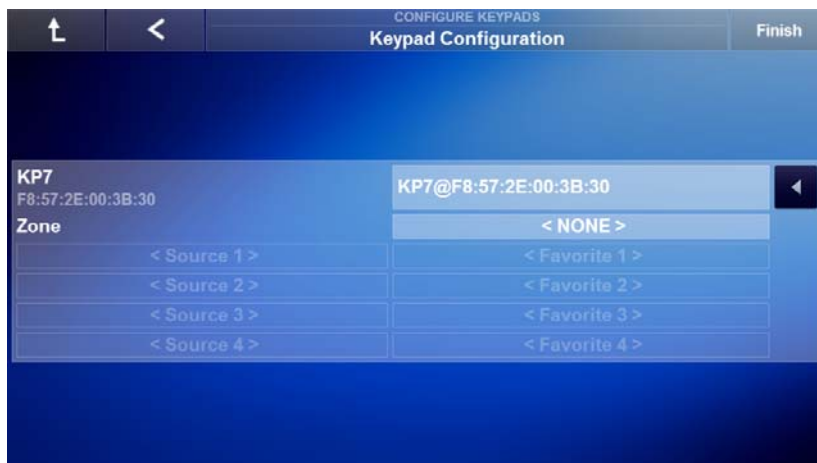 CONFIGURE KEYPADS
Keypad Configuration
Finish
KP7
F8:57:2E:00:3B:30
KP7@F8:57:2E:00:3B:30
Zone
< NONE >
< Source 1 >
< Favorite 1 >
< Source 2 >
< Favorite 2 >
< Source 3 >
< Favorite 3 >
< Source 4 >
< Favorite 4 >